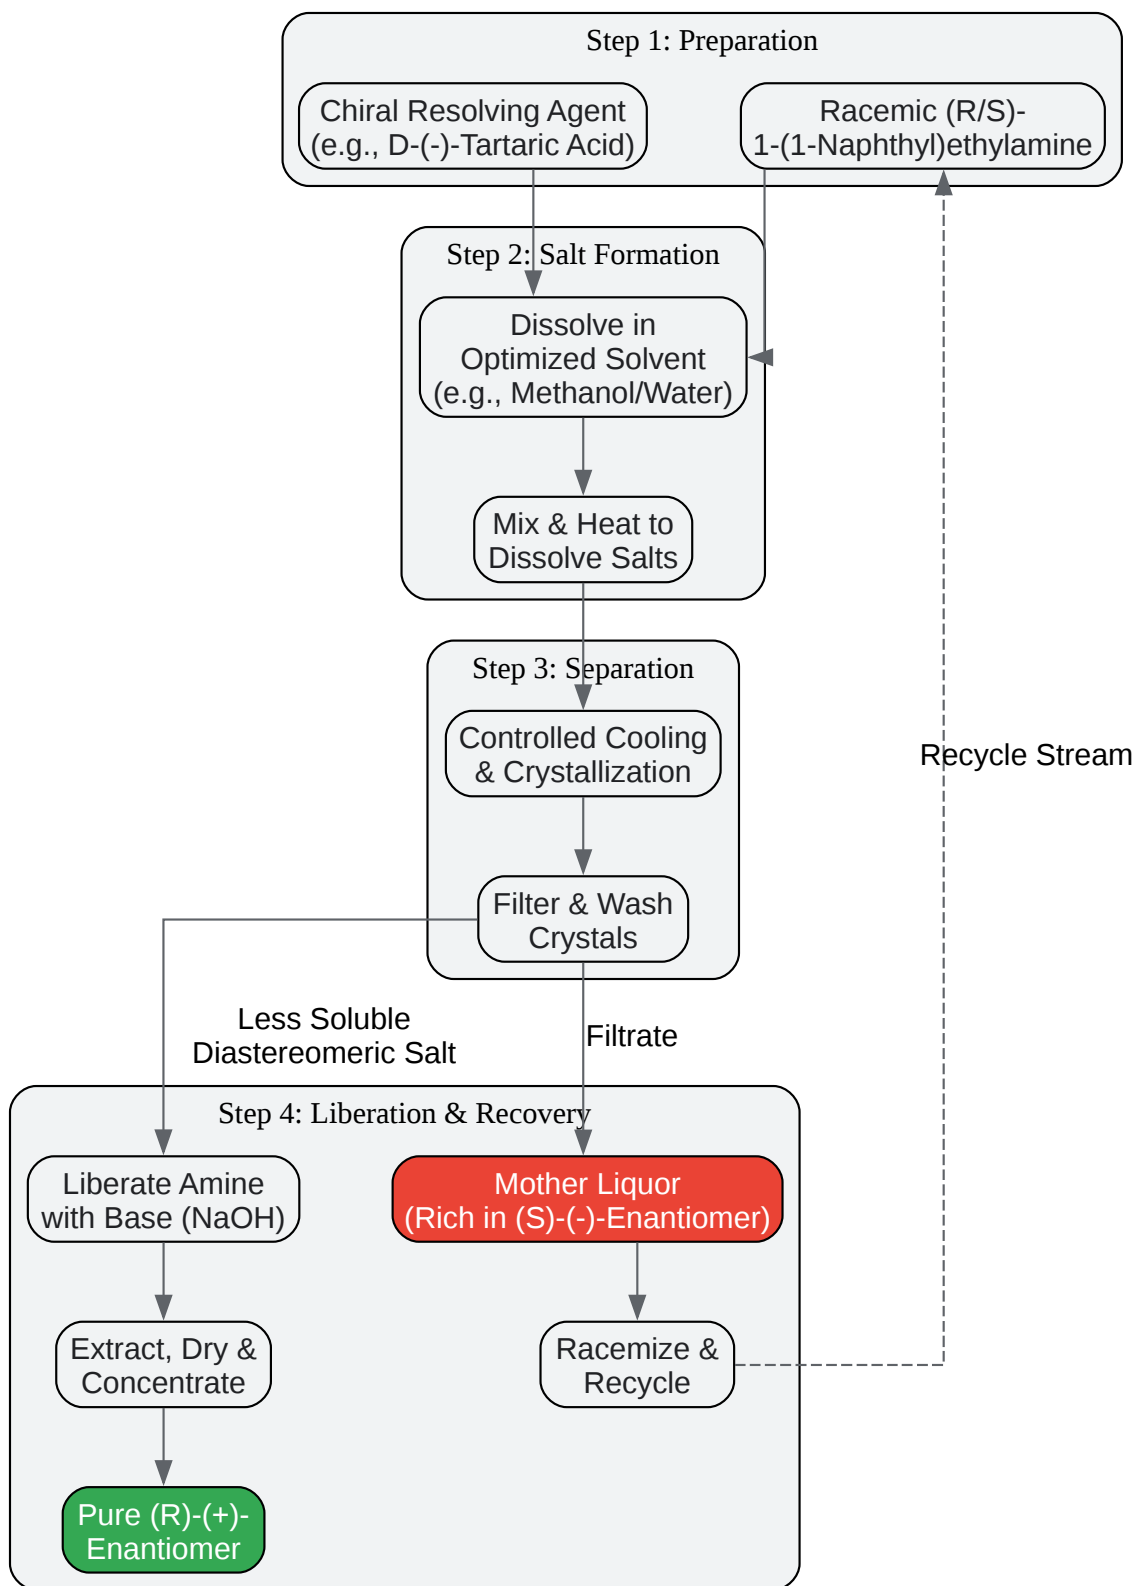 Step 1: Preparation
Chiral Resolving Agent
(e.g., D-(-)-Tartaric Acid)
Racemic (R/S)-
1-(1-Naphthyl)ethylamine
Step 2: Salt Formation
Dissolve in
Optimized Solvent
(e.g., Methanol/Water)
Mix & Heat to
Dissolve Salts
Step 3: Separation
Controlled Cooling
& Crystallization
Recycle Stream
Filter & Wash
Crystals
Less Soluble
Diastereomeric Salt
Filtrate
Step 4: Liberation & Recovery
Liberate Amine
with Base (NaOH)
Mother Liquor
(Rich in (S)-(-)-Enantiomer)
Extract, Dry &
Concentrate
Racemize &
Recycle
Pure (R)-(+)-
Enantiomer